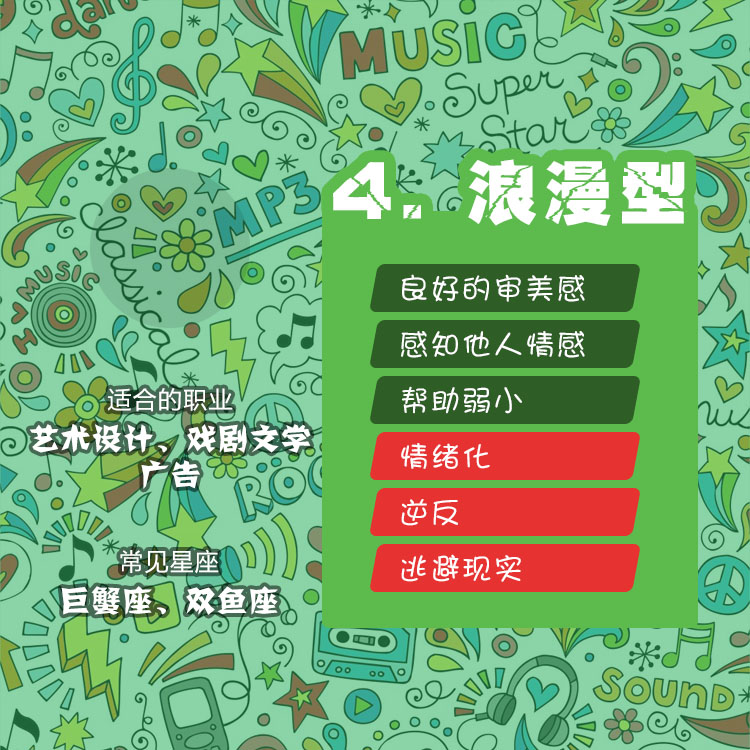 dan
MUSIC
Super
Star
MP3
Classical
MUSIC
4. 浪漫型
良好的审美感
感知他人情感
帮助弱小
情绪化
逆反
逃避现实
适合的职业
艺术设计、戏剧文学
广告
常见星座
巨蟹座、双鱼座
ROC
SOUND